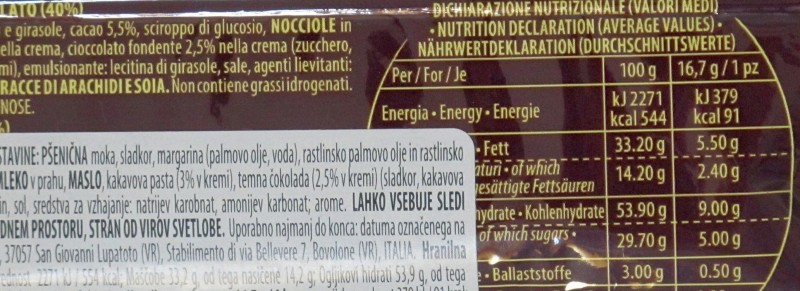 210 (40%)
e girasole, cacao 5,5%, sciroppo di glucosio, NOCCIOLE in
ella crema, cioccolato fondente 2,5% nella crema (zucchero,
mi), emulsionante: lecitina di girasole, sale, agenti lievitanti:
RACCE DI ARACHIDI E SOIA. Non contiene grassi idrogenati.
NOSE.
DICHIARAZIONE NUTRIZIONALE (VALORI MEDI)
• NUTRITION DECLARATION (AVERAGE VALUES) •
NÄHRWERTDEKLARATION (DURCHSCHNITTSWERTE)
Per / For / Je 100 g 16,7 g / 1 pz
Energia • Energy • Energie kJ 2271 kJ 379
kcal 544 kcal 91
• Fett 33.20 g 5.50 g
aturi • of which
gesättigte Fettsäuren 14.20 g 2.40 g
hydrate • Kohlenhydrate 53.90 g 9.00 g
of which sugars • 29.70 g 5.00 g
• Ballaststoffe 3.00 g 0.50 g
STAVINE: PŠENIČNA moka, sladkor, margarina (palmovo olje, voda), rastlinsko palmovo olje in rastlinsko
MLEKO v prahu, MASLO, kakavova pasta (3% v kremi), temna čokolada (2,5% v kremi) (sladkor, kakavova
in, sol, sredstva za vzhajanje: natrijev karobnat, amonijev karbonat; arome. LAHKO VSEBUJE SLEDI
DNEM PROSTORU, STRAN OD VIROV SVETLOBE. Uporabno najmanj do konca: datuma označenega na
, 37057 San Giovanni Lupatoto (VR), Stabilimento di via Bellevere 7, Bovolone (VR), ITALIA. Hranilna
ednost 2271 kJ / 554 kcal; Maščobe 33,2 g, od tega nasičene 14,2 g; Ogljikovi hidrati 53,9 g, od tega